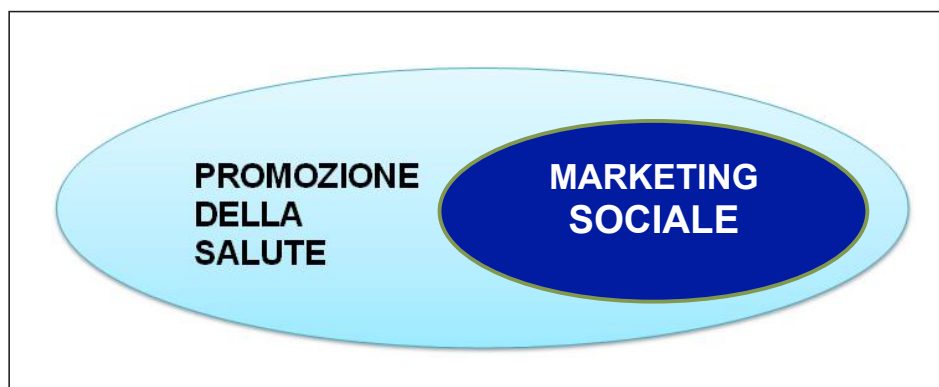 PROMOZIONE
DELLA
SALUTE
MARKETING
SOCIALE